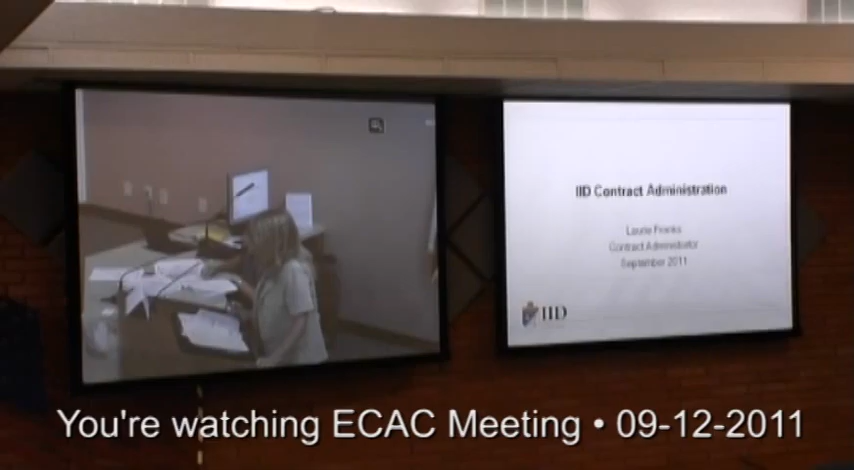 IID Contract Administration
Laurie Franks
Contract Administrator
September 2011
IID
You're watching ECAC Meeting • 09-12-2011